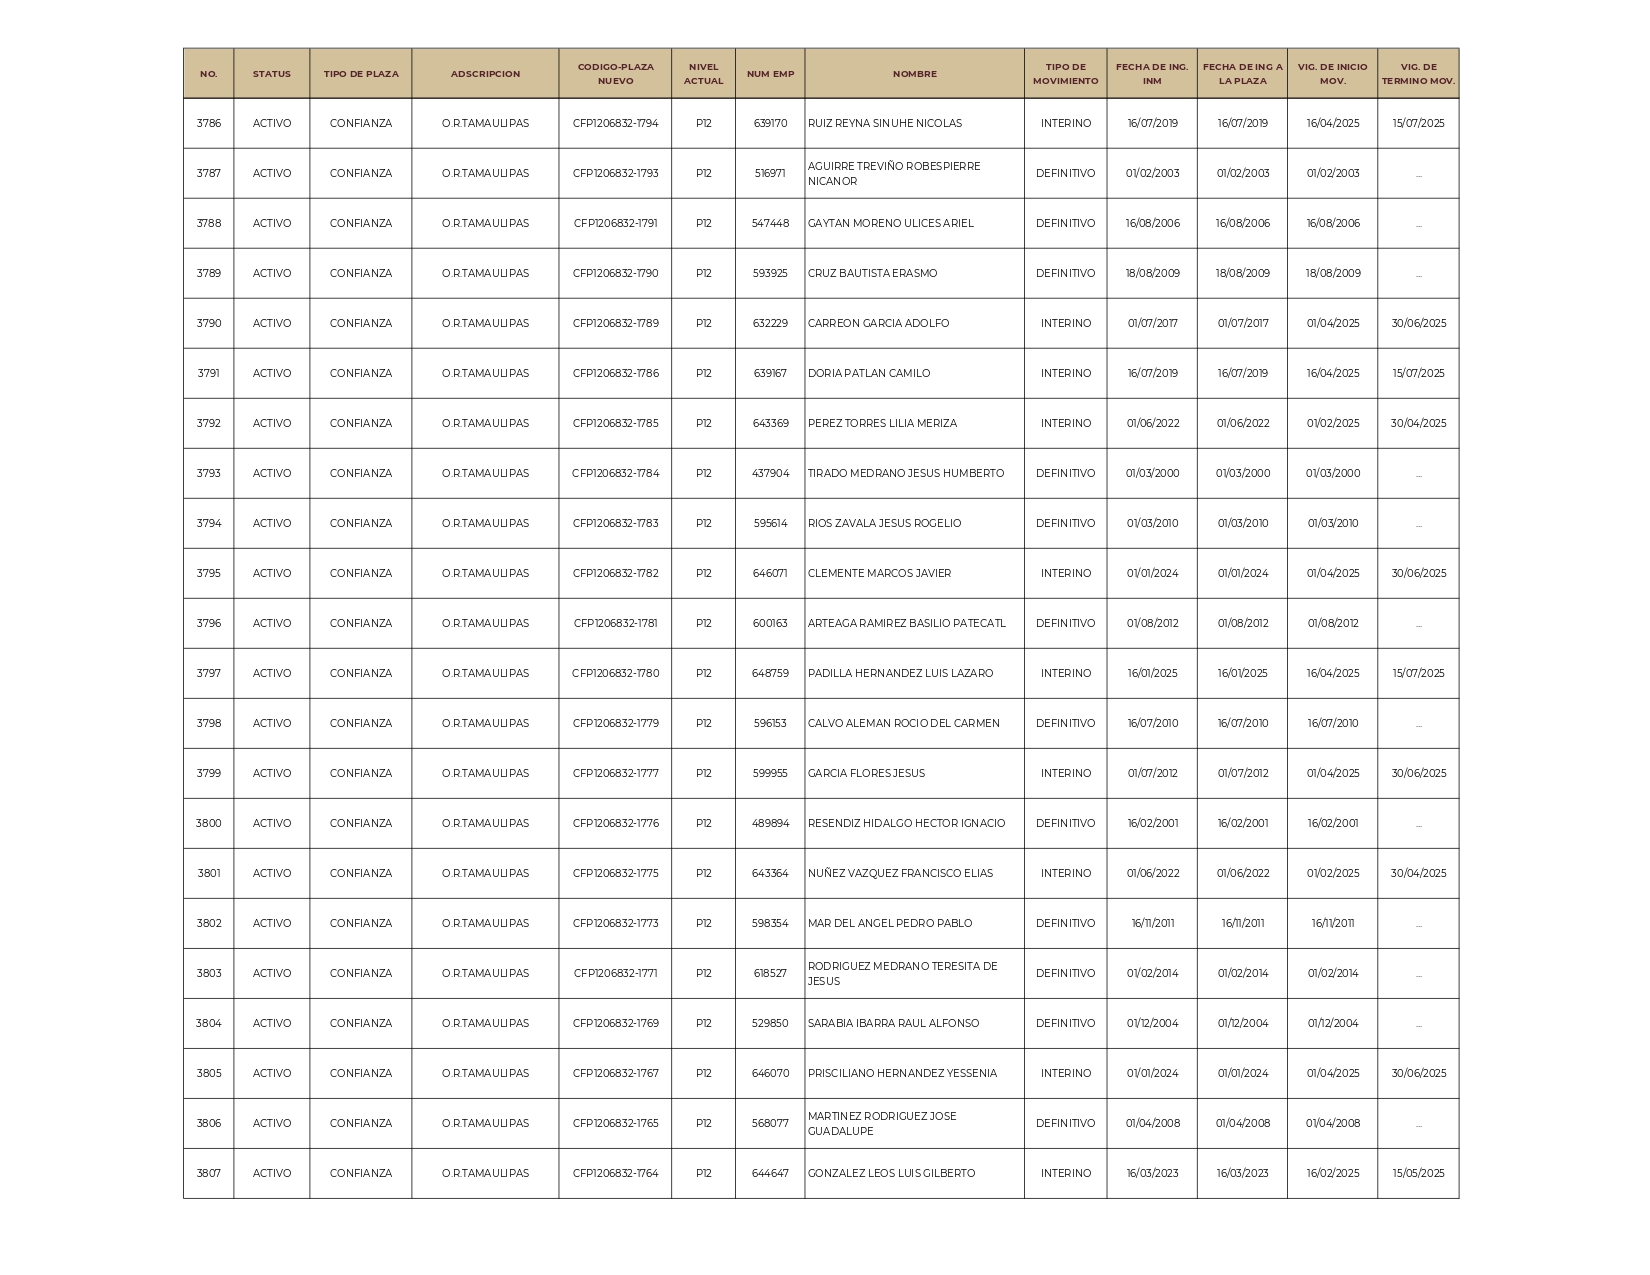 NO. STATUS TIPO DE PLAZA ADSCRIPCION CODIGO-PLAZA NUEVO NIVEL ACTUAL NUM EMP NOMBRE TIPO DE MOVIMIENTO FECHA DE ING. INM FECHA DE ING A LA PLAZA VIG. DE INICIO MOV. VIG. DE TERMINO MOV.
3786 ACTIVO CONFIANZA O.R.TAMAULIPAS CFP1206832-1794 P12 639170 RUIZ REYNA SINUHE NICOLAS INTERINO 16/07/2019 16/07/2019 16/04/2025 15/07/2025
3787 ACTIVO CONFIANZA O.R.TAMAULIPAS CFP1206832-1793 P12 516971 AGUIRRE TREVIÑO ROBESPIERRE NICANOR DEFINITIVO 01/02/2003 01/02/2003 01/02/2003 ...
3788 ACTIVO CONFIANZA O.R.TAMAULIPAS CFP1206832-1791 P12 547448 GAYTAN MORENO ULICES ARIEL DEFINITIVO 16/08/2006 16/08/2006 16/08/2006 ...
3789 ACTIVO CONFIANZA O.R.TAMAULIPAS CFP1206832-1790 P12 593925 CRUZ BAUTISTA ERASMO DEFINITIVO 18/08/2009 18/08/2009 18/08/2009 ...
3790 ACTIVO CONFIANZA O.R.TAMAULIPAS CFP1206832-1789 P12 632229 CARREON GARCIA ADOLFO INTERINO 01/07/2017 01/07/2017 01/04/2025 30/06/2025
3791 ACTIVO CONFIANZA O.R.TAMAULIPAS CFP1206832-1786 P12 639167 DORIA PATLAN CAMILO INTERINO 16/07/2019 16/07/2019 16/04/2025 15/07/2025
3792 ACTIVO CONFIANZA O.R.TAMAULIPAS CFP1206832-1785 P12 643369 PEREZ TORRES LILIA MERIZA INTERINO 01/06/2022 01/06/2022 01/02/2025 30/04/2025
3793 ACTIVO CONFIANZA O.R.TAMAULIPAS CFP1206832-1784 P12 437904 TIRADO MEDRANO JESUS HUMBERTO DEFINITIVO 01/03/2000 01/03/2000 01/03/2000 ...
3794 ACTIVO CONFIANZA O.R.TAMAULIPAS CFP1206832-1783 P12 595614 RIOS ZAVALA JESUS ROGELIO DEFINITIVO 01/03/2010 01/03/2010 01/03/2010 ...
3795 ACTIVO CONFIANZA O.R.TAMAULIPAS CFP1206832-1782 P12 646071 CLEMENTE MARCOS JAVIER INTERINO 01/01/2024 01/01/2024 01/04/2025 30/06/2025
3796 ACTIVO CONFIANZA O.R.TAMAULIPAS CFP1206832-1781 P12 600163 ARTEAGA RAMIREZ BASILIO PATECATL DEFINITIVO 01/08/2012 01/08/2012 01/08/2012 ...
3797 ACTIVO CONFIANZA O.R.TAMAULIPAS CFP1206832-1780 P12 648759 PADILLA HERNANDEZ LUIS LAZARO INTERINO 16/01/2025 16/01/2025 16/04/2025 15/07/2025
3798 ACTIVO CONFIANZA O.R.TAMAULIPAS CFP1206832-1779 P12 596153 CALVO ALEMAN ROCIO DEL CARMEN DEFINITIVO 16/07/2010 16/07/2010 16/07/2010 ...
3799 ACTIVO CONFIANZA O.R.TAMAULIPAS CFP1206832-1777 P12 599955 GARCIA FLORES JESUS INTERINO 01/07/2012 01/07/2012 01/04/2025 30/06/2025
3800 ACTIVO CONFIANZA O.R.TAMAULIPAS CFP1206832-1776 P12 489894 RESENDIZ HIDALGO HECTOR IGNACIO DEFINITIVO 16/02/2001 16/02/2001 16/02/2001 ...
3801 ACTIVO CONFIANZA O.R.TAMAULIPAS CFP1206832-1775 P12 643364 NUÑEZ VAZQUEZ FRANCISCO ELIAS INTERINO 01/06/2022 01/06/2022 01/02/2025 30/04/2025
3802 ACTIVO CONFIANZA O.R.TAMAULIPAS CFP1206832-1773 P12 598354 MAR DEL ANGEL PEDRO PABLO DEFINITIVO 16/11/2011 16/11/2011 16/11/2011 ...
3803 ACTIVO CONFIANZA O.R.TAMAULIPAS CFP1206832-1771 P12 618527 RODRIGUEZ MEDRANO TERESITA DE JESUS DEFINITIVO 01/02/2014 01/02/2014 01/02/2014 ...
3804 ACTIVO CONFIANZA O.R.TAMAULIPAS CFP1206832-1769 P12 529850 SARABIA IBARRA RAUL ALFONSO DEFINITIVO 01/12/2004 01/12/2004 01/12/2004 ...
3805 ACTIVO CONFIANZA O.R.TAMAULIPAS CFP1206832-1767 P12 646070 PRISCILIANO HERNANDEZ YESSENIA INTERINO 01/01/2024 01/01/2024 01/04/2025 30/06/2025
3806 ACTIVO CONFIANZA O.R.TAMAULIPAS CFP1206832-1765 P12 568077 MARTINEZ RODRIGUEZ JOSE GUADALUPE DEFINITIVO 01/04/2008 01/04/2008 01/04/2008 ...
3807 ACTIVO CONFIANZA O.R.TAMAULIPAS CFP1206832-1764 P12 644647 GONZALEZ LEOS LUIS GILBERTO INTERINO 16/03/2023 16/03/2023 16/02/2025 15/05/2025